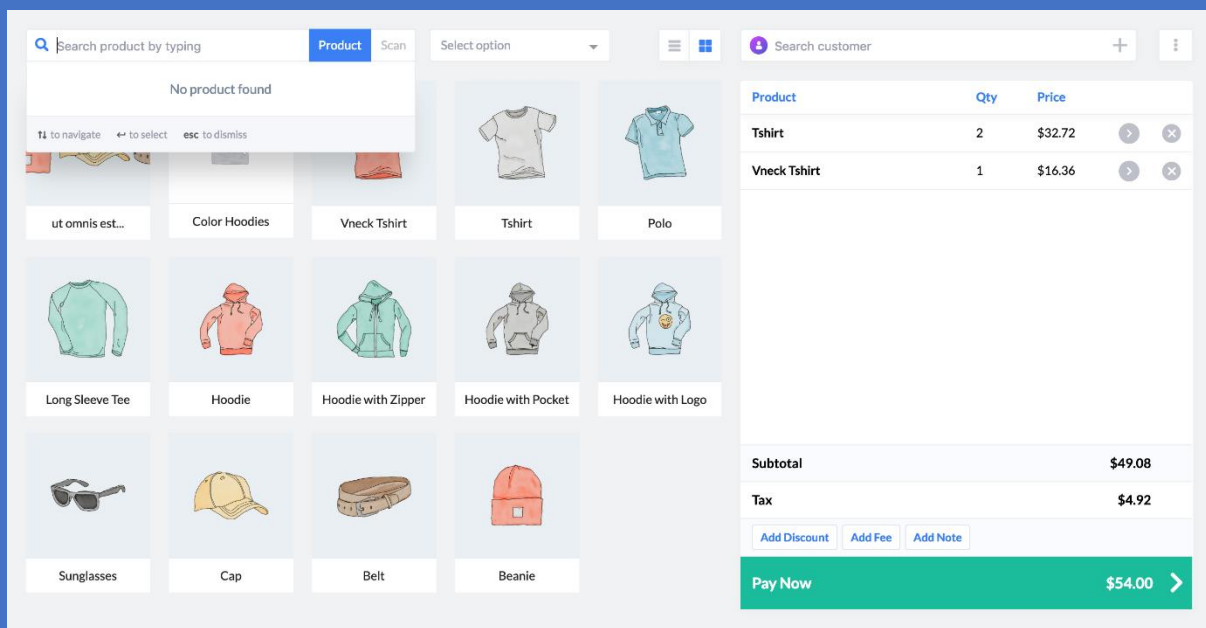 Search product by typing
Product
Scan
Select option
No product found
↑↓ to navigate ↩ to select esc to dismiss
ut omnis est...
Color Hoodies
Vneck Tshirt
Tshirt
Polo
Long Sleeve Tee
Hoodie
Hoodie with Zipper
Hoodie with Pocket
Hoodie with Logo
Sunglasses
Cap
Belt
Beanie
Search customer
Product Qty Price
Tshirt 2 $32.72
Vneck Tshirt 1 $16.36
Subtotal $49.08
Tax $4.92
Add Discount Add Fee Add Note
Pay Now $54.00